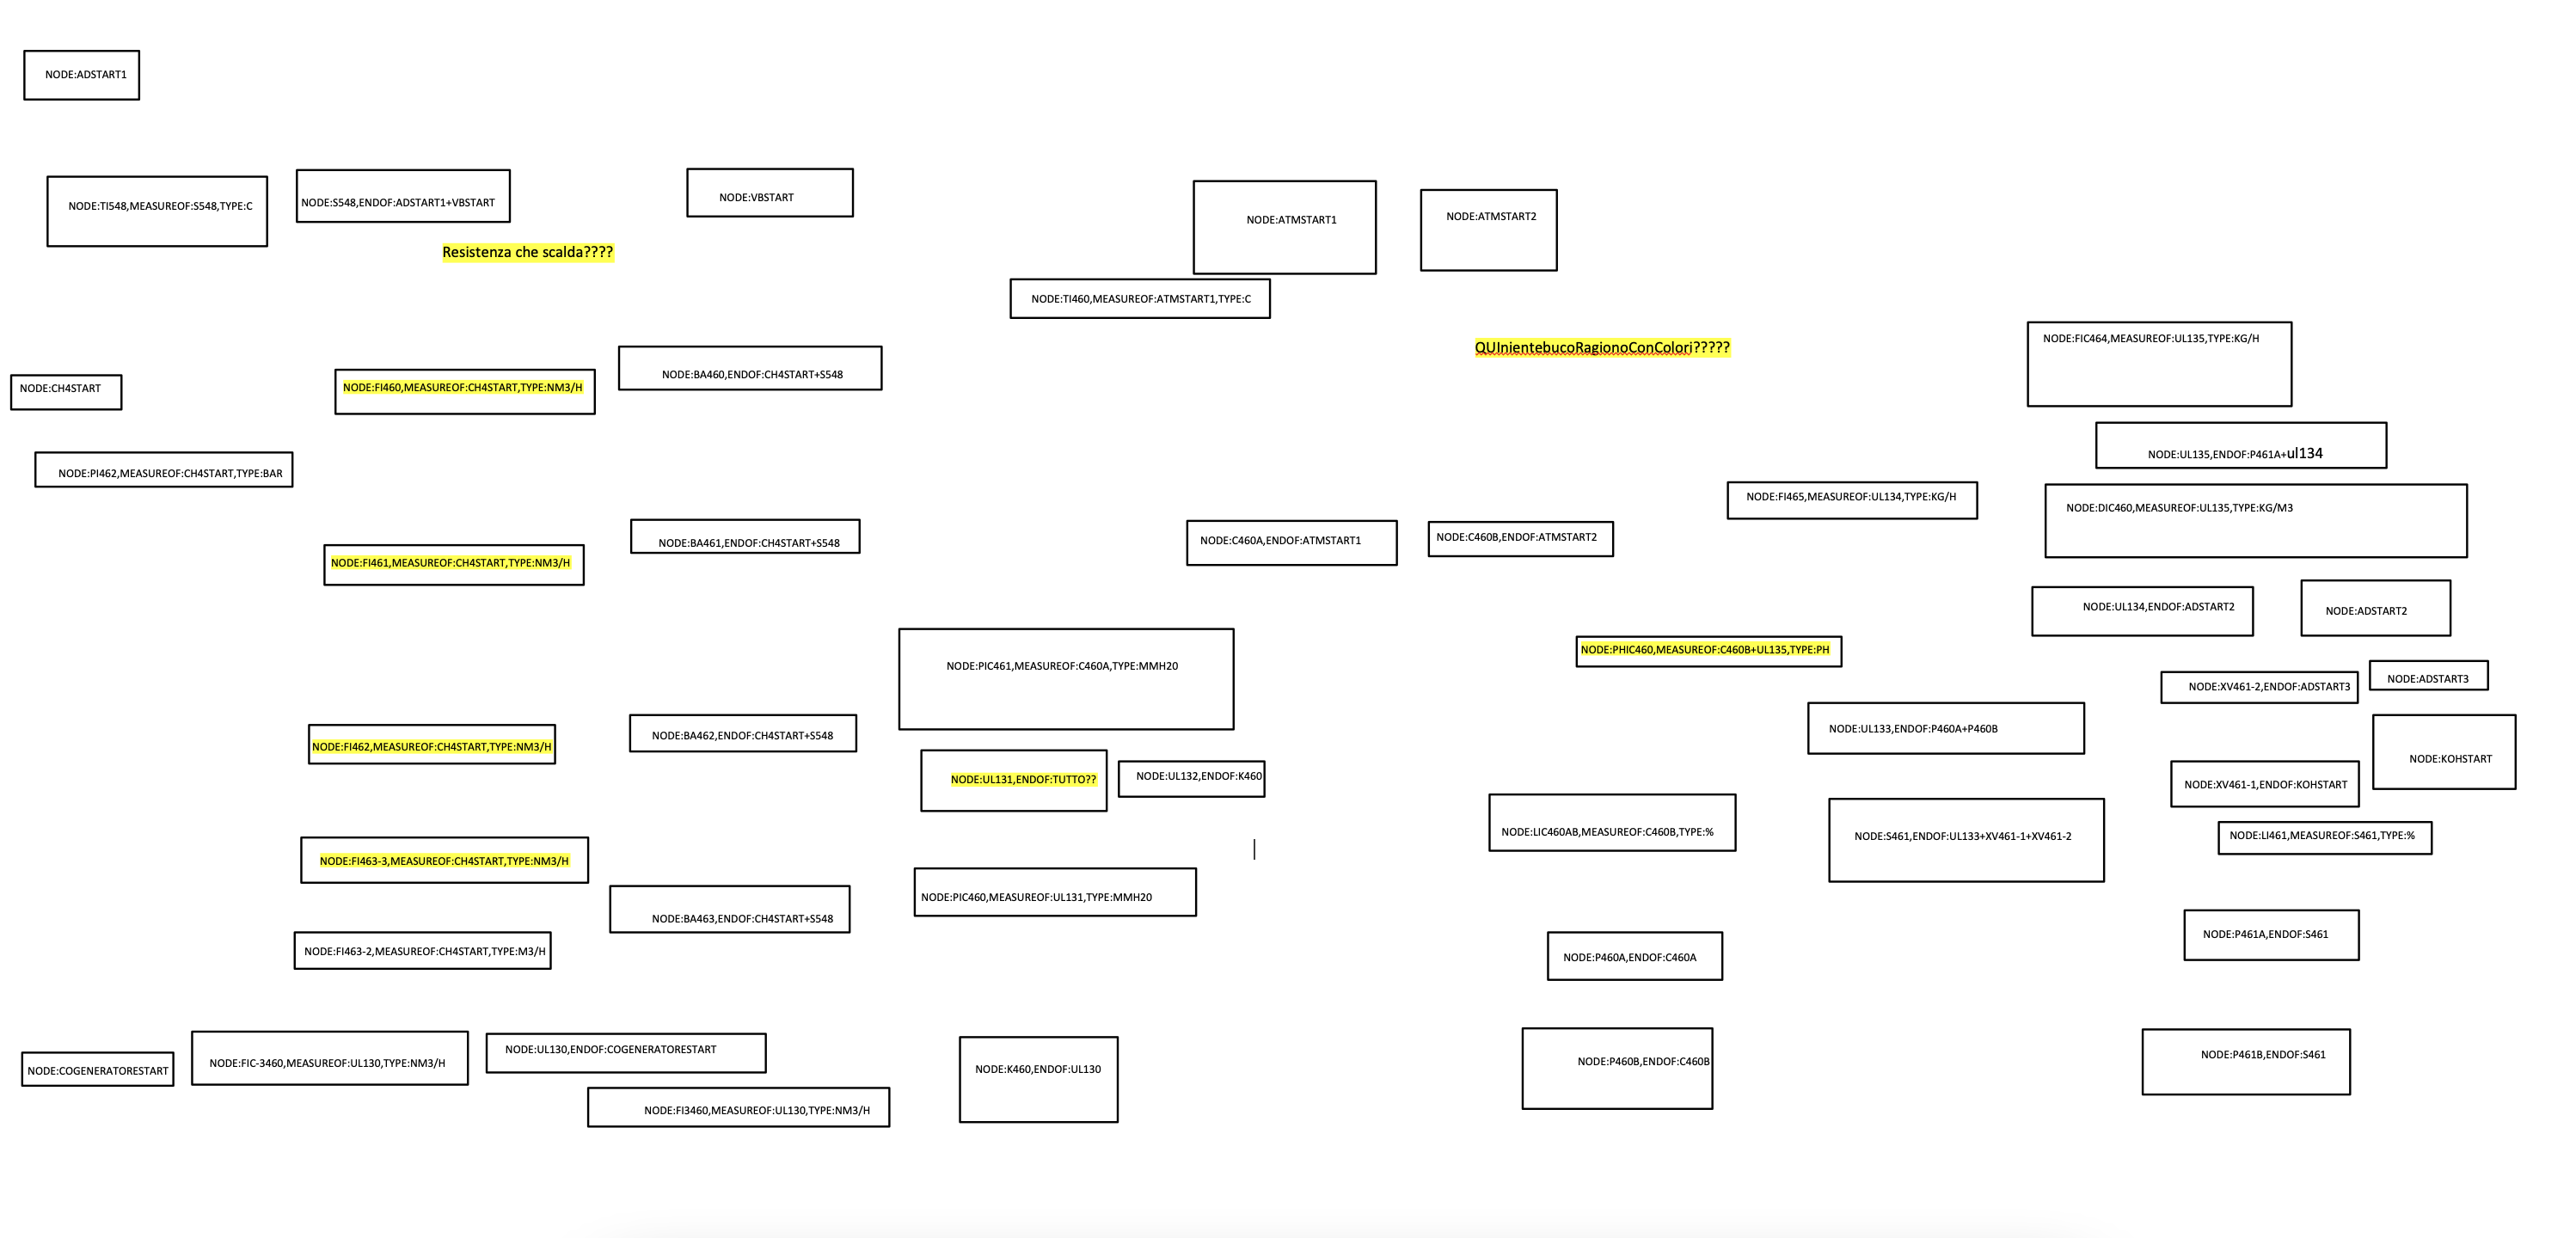 NODE:ADSTART1
NODE:TI548,MEASUREOF:S548,TYPE:C
NODE:S548,ENDOF:ADSTART1+VBSTART
NODE:VBSTART
NODE:ATMSTART1
NODE:ATMSTART2
Resistenza che scalda????
NODE:TI460,MEASUREOF:ATMSTART1,TYPE:C
QUInientebucoRagionoConColori?????
NODE:FIC464,MEASUREOF:UL135,TYPE:KG/H
NODE:CH4START
NODE:FI460,MEASUREOF:CH4START,TYPE:NM3/H
NODE:BA460,ENDOF:CH4START+S548
NODE:UL135,ENDOF:P461A+ul134
NODE:PI462,MEASUREOF:CH4START,TYPE:BAR
NODE:FI465,MEASUREOF:UL134,TYPE:KG/H
NODE:DIC460,MEASUREOF:UL135,TYPE:KG/M3
NODE:BA461,ENDOF:CH4START+S548
NODE:C460A,ENDOF:ATMSTART1
NODE:C460B,ENDOF:ATMSTART2
NODE:FI461,MEASUREOF:CH4START,TYPE:NM3/H
NODE:UL134,ENDOF:ADSTART2
NODE:ADSTART2
NODE:PIC461,MEASUREOF:C460A,TYPE:MMH20
NODE:PHIC460,MEASUREOF:C460B+UL135,TYPE:PH
NODE:XV461-2,ENDOF:ADSTART3
NODE:ADSTART3
NODE:FI462,MEASUREOF:CH4START,TYPE:NM3/H
NODE:BA462,ENDOF:CH4START+S548
NODE:UL133,ENDOF:P460A+P460B
NODE:KOHSTART
NODE:UL131,ENDOF:TUTTO??
NODE:UL132,ENDOF:K460
NODE:XV461-1,ENDOF:KOHSTART
NODE:LIC460AB,MEASUREOF:C460B,TYPE:%
NODE:S461,ENDOF:UL133+XV461-1+XV461-2
NODE:LI461,MEASUREOF:S461,TYPE:%
NODE:FI463-3,MEASUREOF:CH4START,TYPE:NM3/H
NODE:PIC460,MEASUREOF:UL131,TYPE:MMH20
NODE:BA463,ENDOF:CH4START+S548
NODE:P461A,ENDOF:S461
NODE:FI463-2,MEASUREOF:CH4START,TYPE:M3/H
NODE:P460A,ENDOF:C460A
NODE:COGENERATORESTART
NODE:FIC-3460,MEASUREOF:UL130,TYPE:NM3/H
NODE:UL130,ENDOF:COGENERATORESTART
NODE:K460,ENDOF:UL130
NODE:P460B,ENDOF:C460B
NODE:P461B,ENDOF:S461
NODE:FI3460,MEASUREOF:UL130,TYPE:NM3/H